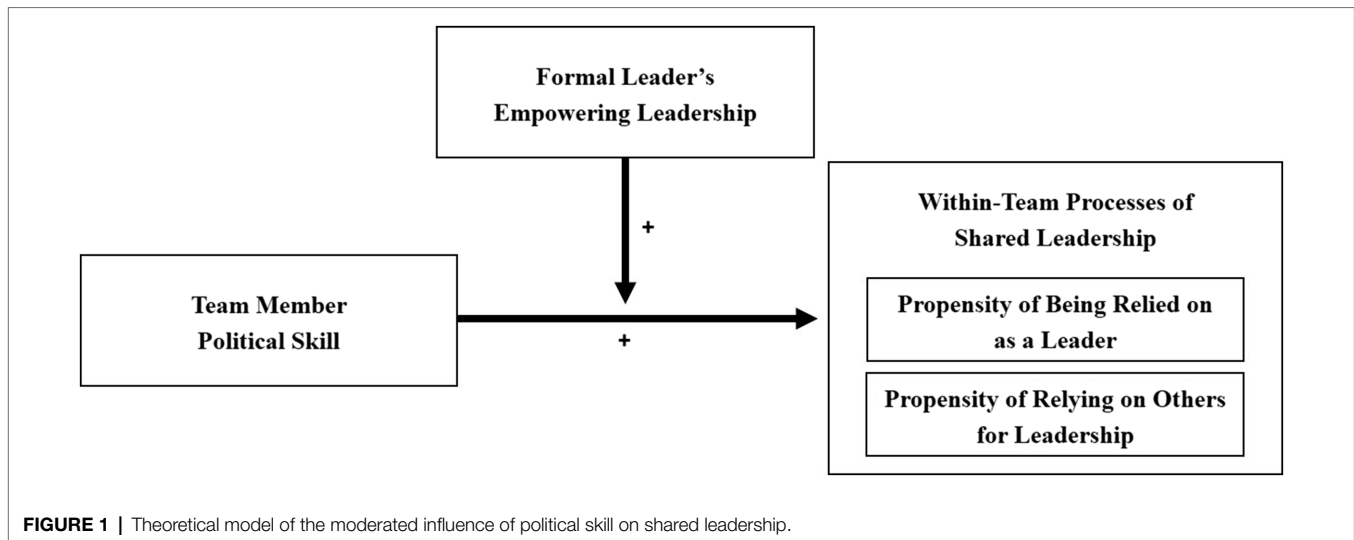 Formal Leader's
Empowering Leadership
+
Within-Team Processes of
Shared Leadership
Team Member
Political Skill
+
Propensity of Being Relied on
as a Leader
Propensity of Relying on Others
for Leadership
FIGURE 1 | Theoretical model of the moderated influence of political skill on shared leadership.